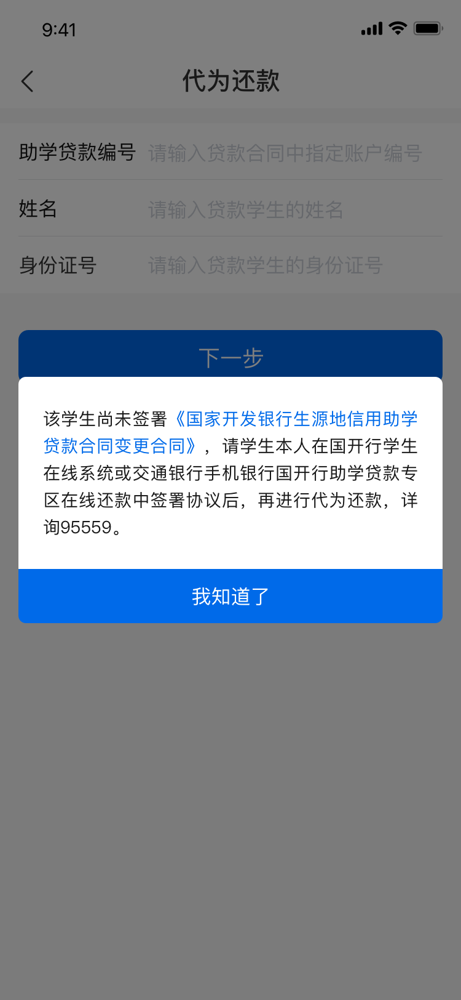 9:41
代为还款
助学贷款编号 请输入贷款合同中指定账户编号
姓名 请输入贷款学生的姓名
身份证号 请输入贷款学生的身份证号
下一步
该学生尚未签署《国家开发银行生源地信用助学
贷款合同变更合同》，请学生本人在国开行学生
在线系统或交通银行手机银行国开行助学贷款专
区在线还款中签署协议后，再进行代为还款，详
询95559。
我知道了